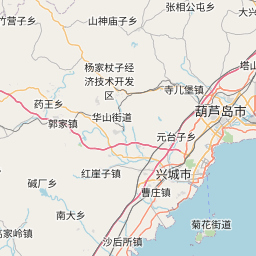 张相公屯乡
竹营子乡
山神庙子乡
大兴
塔山
杨家杖子经
济技术开发
区
寺儿堡镇
葫芦岛市
药王乡
郭家镇
华山街道
元台子乡
红崖子镇
兴城市
碱厂乡
曹庄镇
南大乡
菊花街道
高家岭镇
沙后所镇